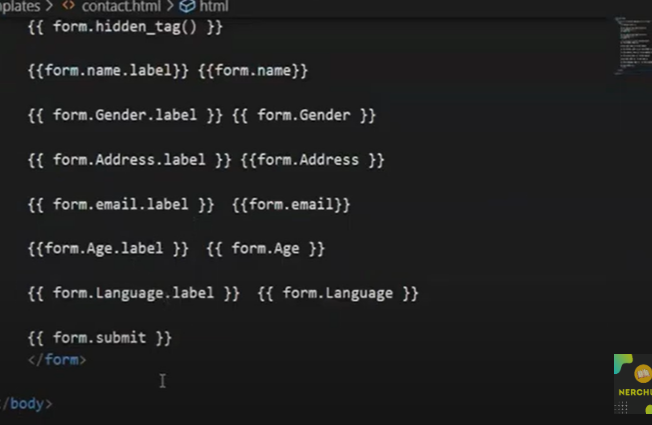 templates > <> contact.html > html
{{ form.hidden_tag() }}
{{form.name.label}} {{form.name}}
{{ form.Gender.label }} {{ form.Gender }}
{{ form.Address.label }} {{form.Address }}
{{ form.email.label }}  {{form.email}}
{{form.Age.label }}  {{ form.Age }}
{{ form.Language.label }}  {{ form.Language }}
{{ form.submit }}
</form>
/body>
NERCHU